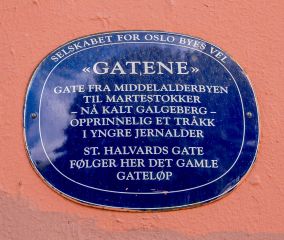 SELSKABET FOR OSLO BYES VEL
«GATENE»
GATE FRA MIDDELALDERBYEN
TIL MARTESTOKKER
– NÅ KALT GALGEBERG –
OPPRINNELIG ET TRÅKK
I YNGRE JERNALDER
ST. HALVARDS GATE
FØLGER HER DET GAMLE
GATELØP